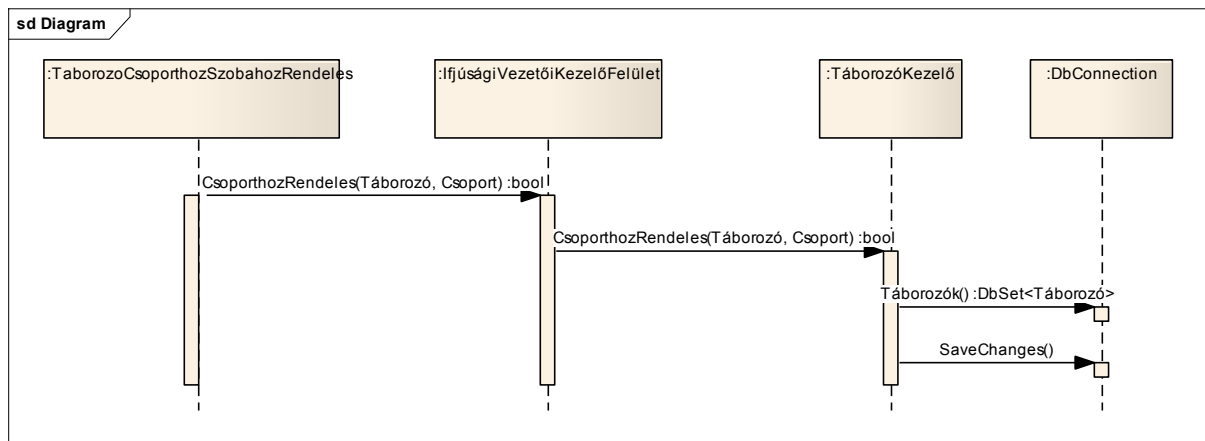 sd Diagram
:TaborozoCsoporthozSzobahozRendeles
:IfjúságiVezetőiKezelőFelület
:TáborozóKezelő
:DbConnection
CsoporthozRendeles(Táborozó, Csoport) :bool
CsoporthozRendeles(Táborozó, Csoport) :bool
Táborozók() :DbSet<Táborozó>
SaveChanges()